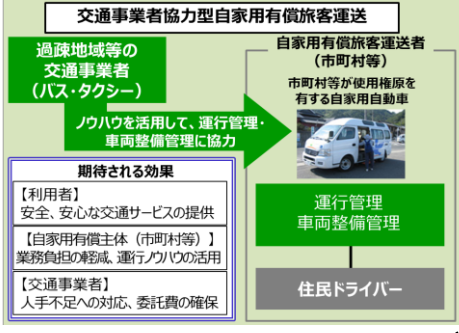 交通事業者協力型自家用有償旅客運送
過疎地域等の
交通事業者
（バス・タクシー）
ノウハウを活用して、運行管理・
車両整備管理に協力
期待される効果
【利用者】
安全、安心な交通サービスの提供
【自家用有償主体（市町村等）】
業務負担の軽減、運行ノウハウの活用
【交通事業者】
人手不足への対応、委託費の確保
自家用有償旅客運送者
（市町村等）
市町村等が使用権原を
有する自家用自動車
運行管理
車両整備管理
住民ドライバー